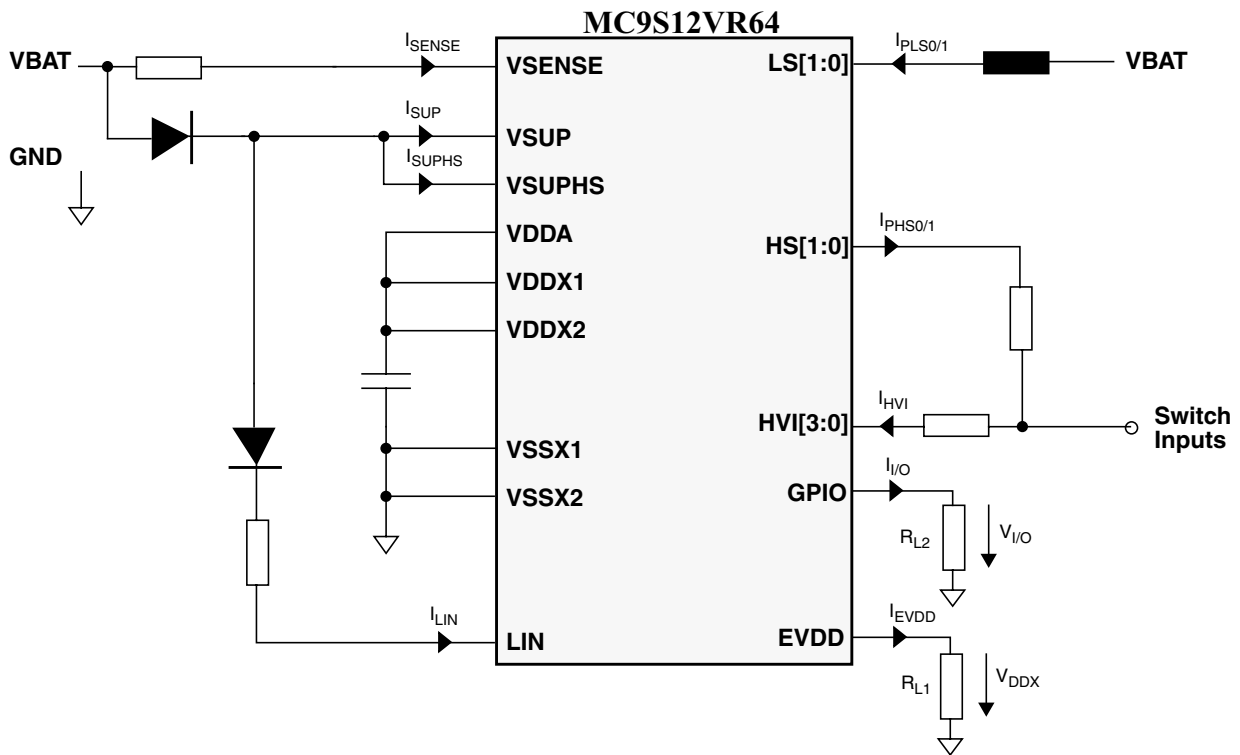 MC9S12VR64
VBAT
I_SENSE
VSENSE
I_SUP
VSUP
GND
I_SUPHS
VSUPHS
VDDA
VDDX1
VDDX2
VSSX1
VSSX2
I_LIN
LIN
LS[1:0]
I_PLS0/1
VBAT
HS[1:0]
I_PHS0/1
HVI[3:0]
I_HVI
Switch
Inputs
GPIO
I_I/O
R_L2
V_I/O
EVDD
I_EVDD
R_L1
V_DDX